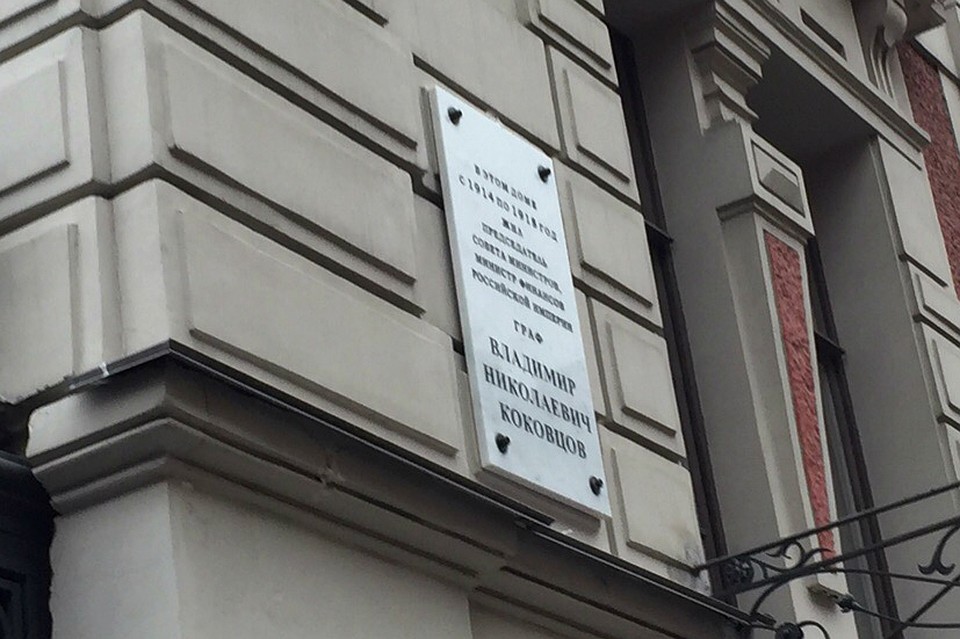 В ЭТОМ ДОМЕ
С 1914 ПО 1918 ГОД
ЖИЛ
ПРЕДСЕДАТЕЛЬ
СОВЕТА МИНИСТРОВ,
МИНИСТР ФИНАНСОВ
РОССИЙСКОЙ ИМПЕРИИ
ГРАФ
ВЛАДИМИР
НИКОЛАЕВИЧ
КОКОВЦОВ